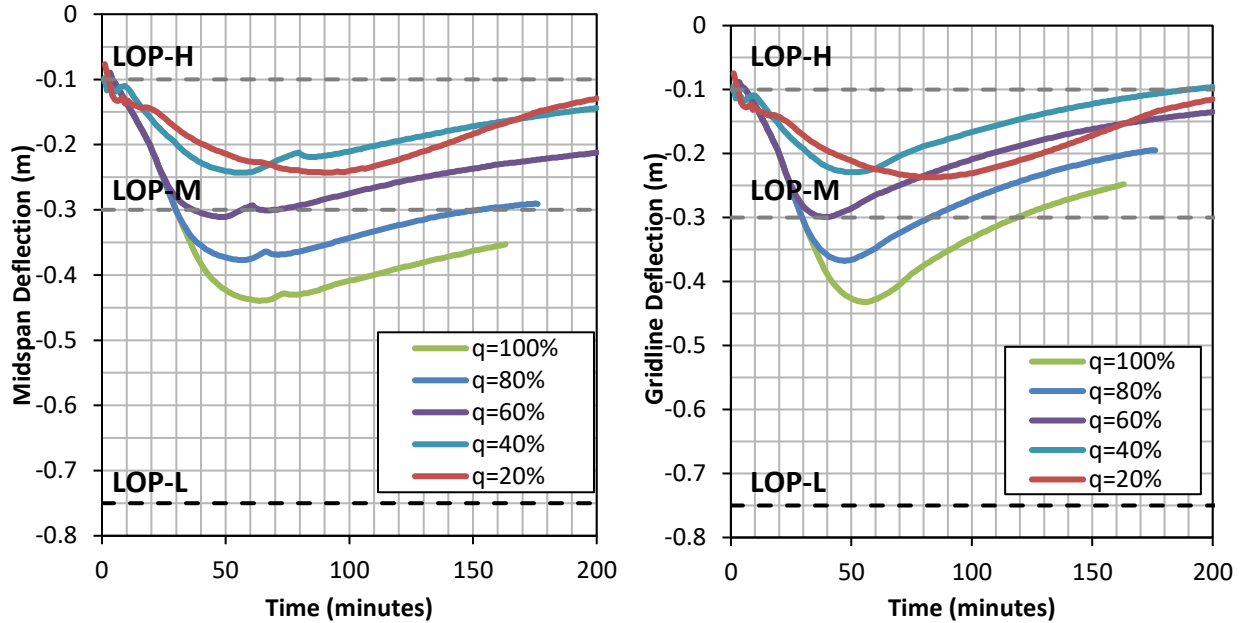 0
-0.1
-0.2
-0.3
-0.4
-0.5
-0.6
-0.7
-0.8
Midspan Deflection (m)
LOP-H
LOP-M
LOP-L
q=100%
q=80%
q=60%
q=40%
q=20%
0 50 100 150 200
Time (minutes)
0
-0.1
-0.2
-0.3
-0.4
-0.5
-0.6
-0.7
-0.8
Gridline Deflection (m)
LOP-H
LOP-M
LOP-L
q=100%
q=80%
q=60%
q=40%
q=20%
0 50 100 150 200
Time (minutes)